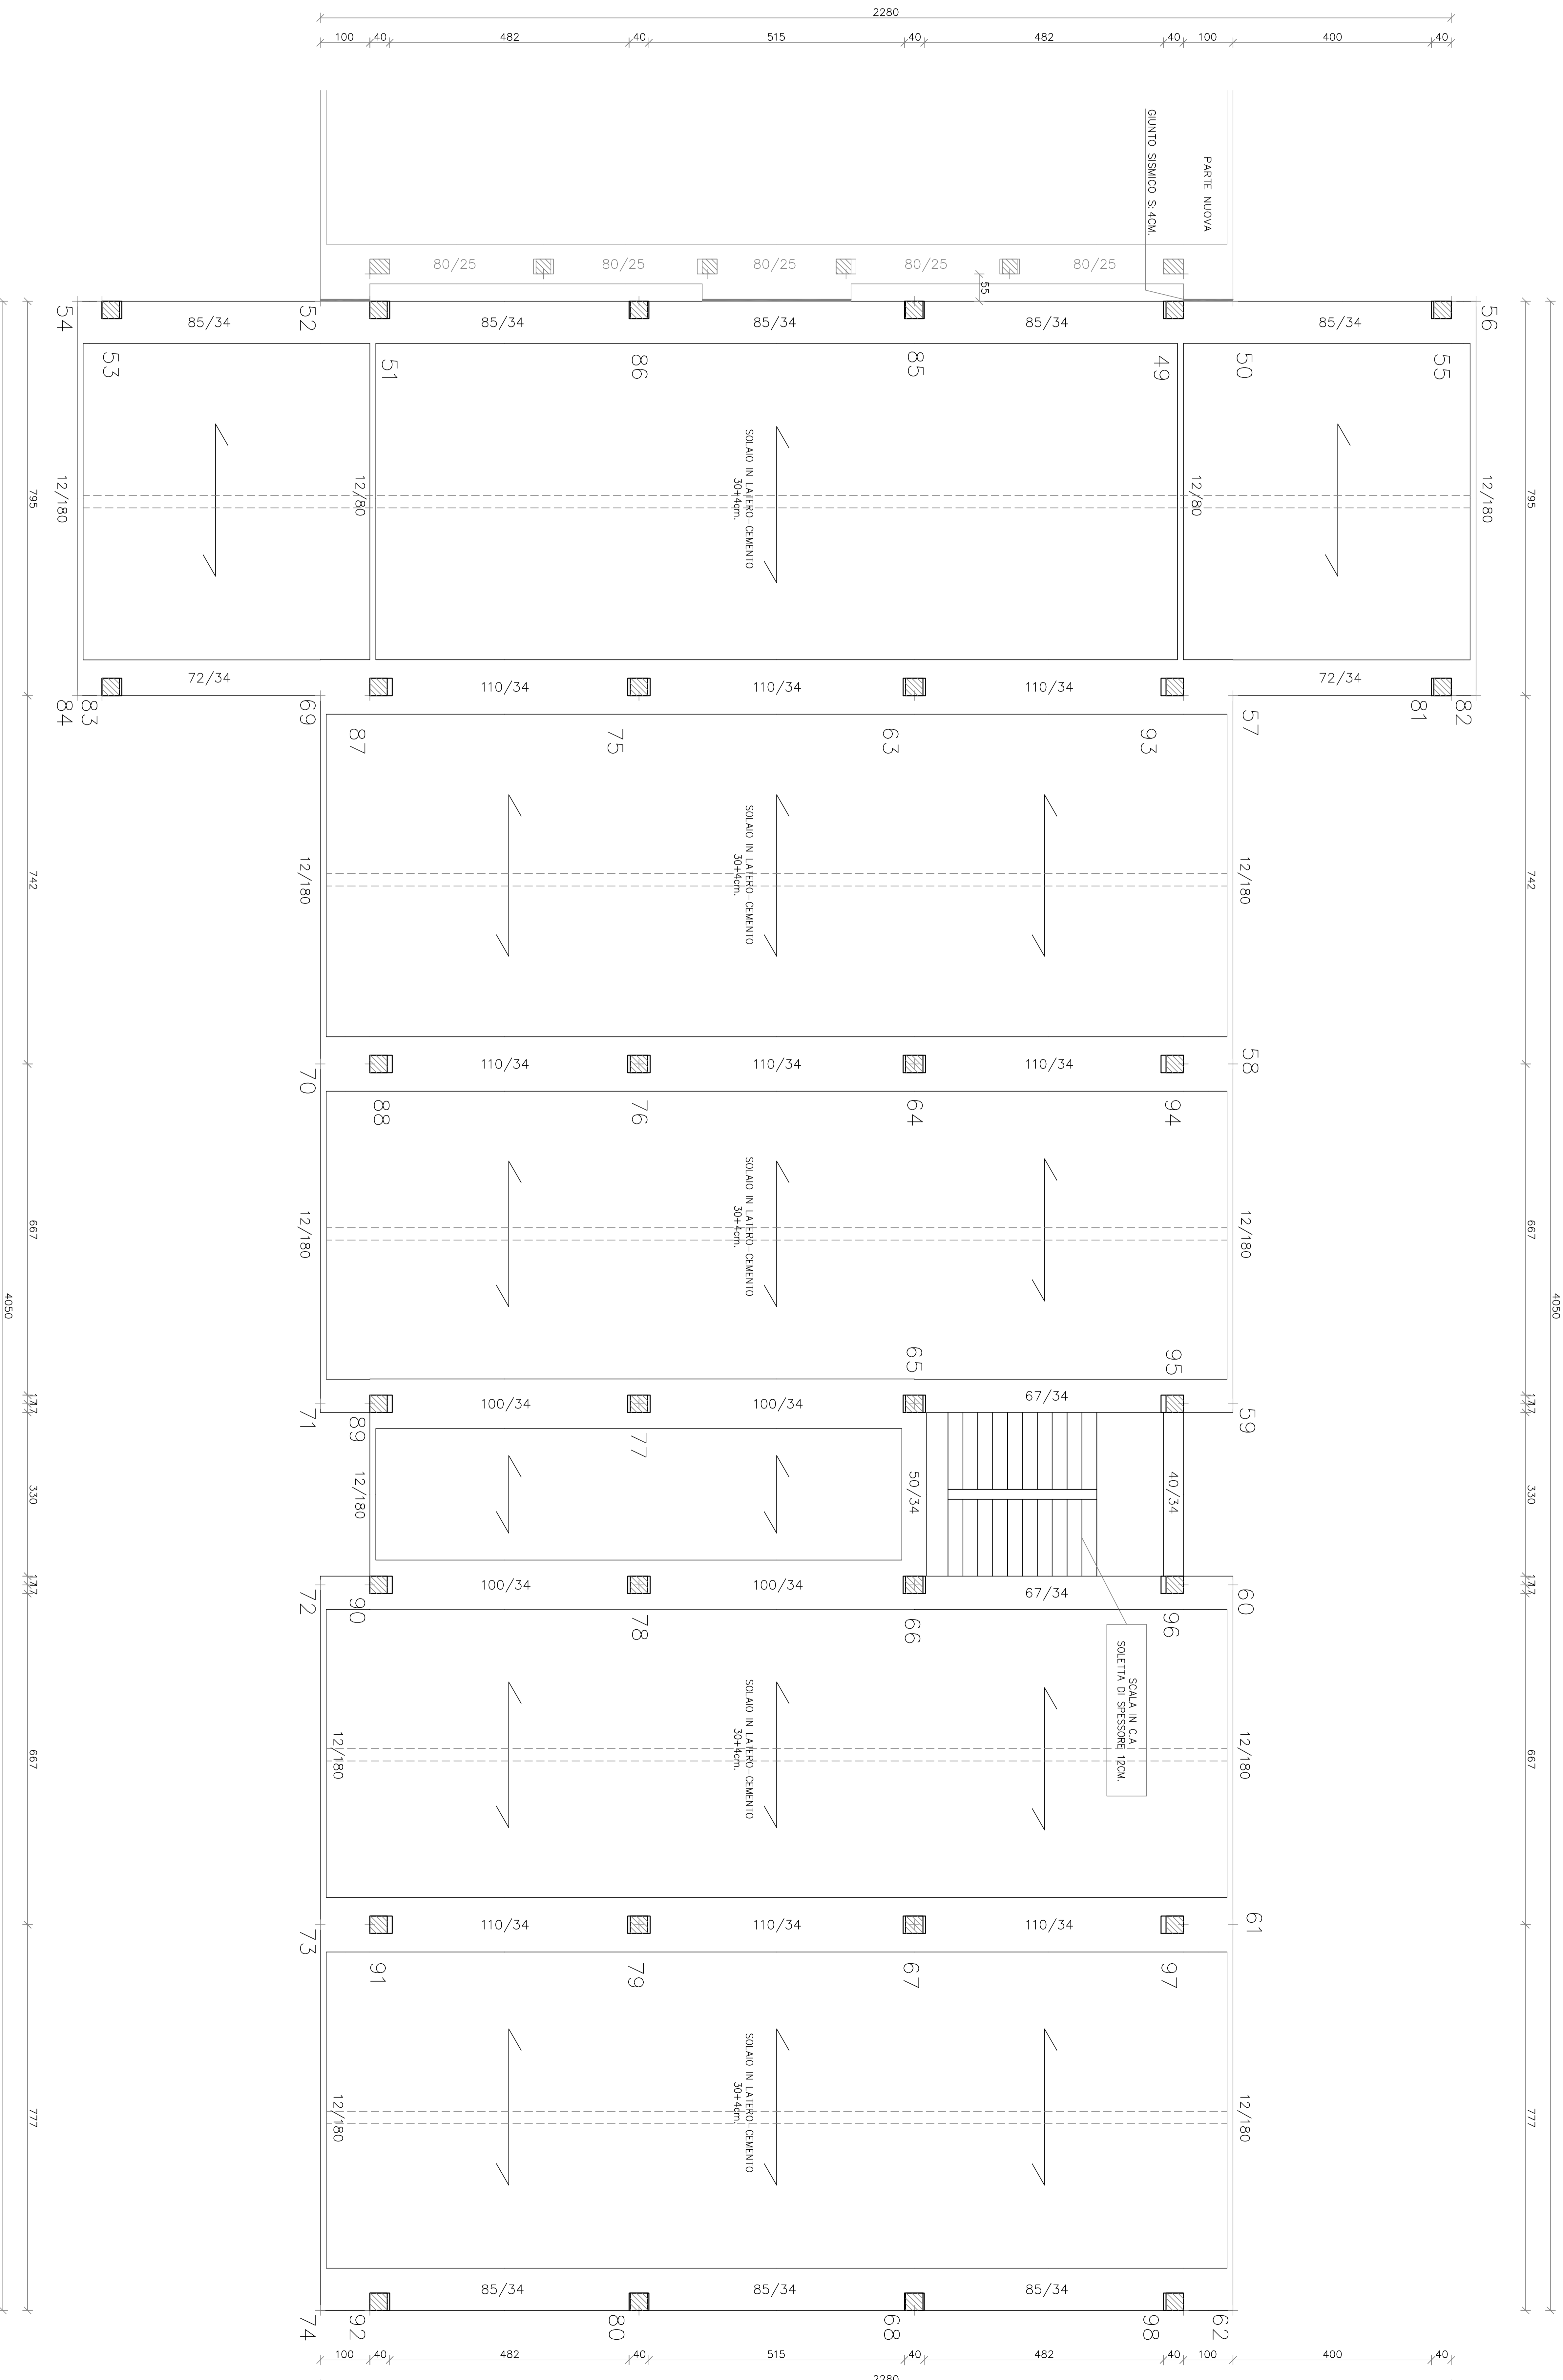 2280
100 40 482 40 515 40 482 40 100 400 40
GIUNTO SISMICO S:4CM.
PARTE NUOVA
80/25 80/25 80/25 80/25 80/25
55
54 52 56
85/34 85/34 85/34 85/34 85/34
53 51 86 85 49 50 55
795 12/180 12/80 12/80 12/180 795
SOLAIO IN LATERO-CEMENTO
30+4cm.
72/34 110/34 110/34 110/34 72/34
84 83 69 81 82
87 75 63 93 57
742 12/180 12/180 742
SOLAIO IN LATERO-CEMENTO
30+4cm.
110/34 110/34 110/34
70 58
88 76 64 94
667 12/180 12/180 667
SOLAIO IN LATERO-CEMENTO
30+4cm.
4050 4050
65 95
1717 100/34 100/34 67/34 1717
71 89 77 59
330 12/180 50/34 40/34 330
1717 100/34 100/34 67/34 1717
72 90 78 66 96 60
SCALA IN C.A
SOLETTA DI SPESSORE 12CM.
667 12/180 12/180 667
SOLAIO IN LATERO-CEMENTO
30+4cm.
110/34 110/34 110/34
73 61
91 79 67 97
777 12/180 12/180 777
SOLAIO IN LATERO-CEMENTO
30+4cm.
85/34 85/34 85/34
74 92 80 68 98 62
100 40 482 40 515 40 482 40 100 400 40
2280